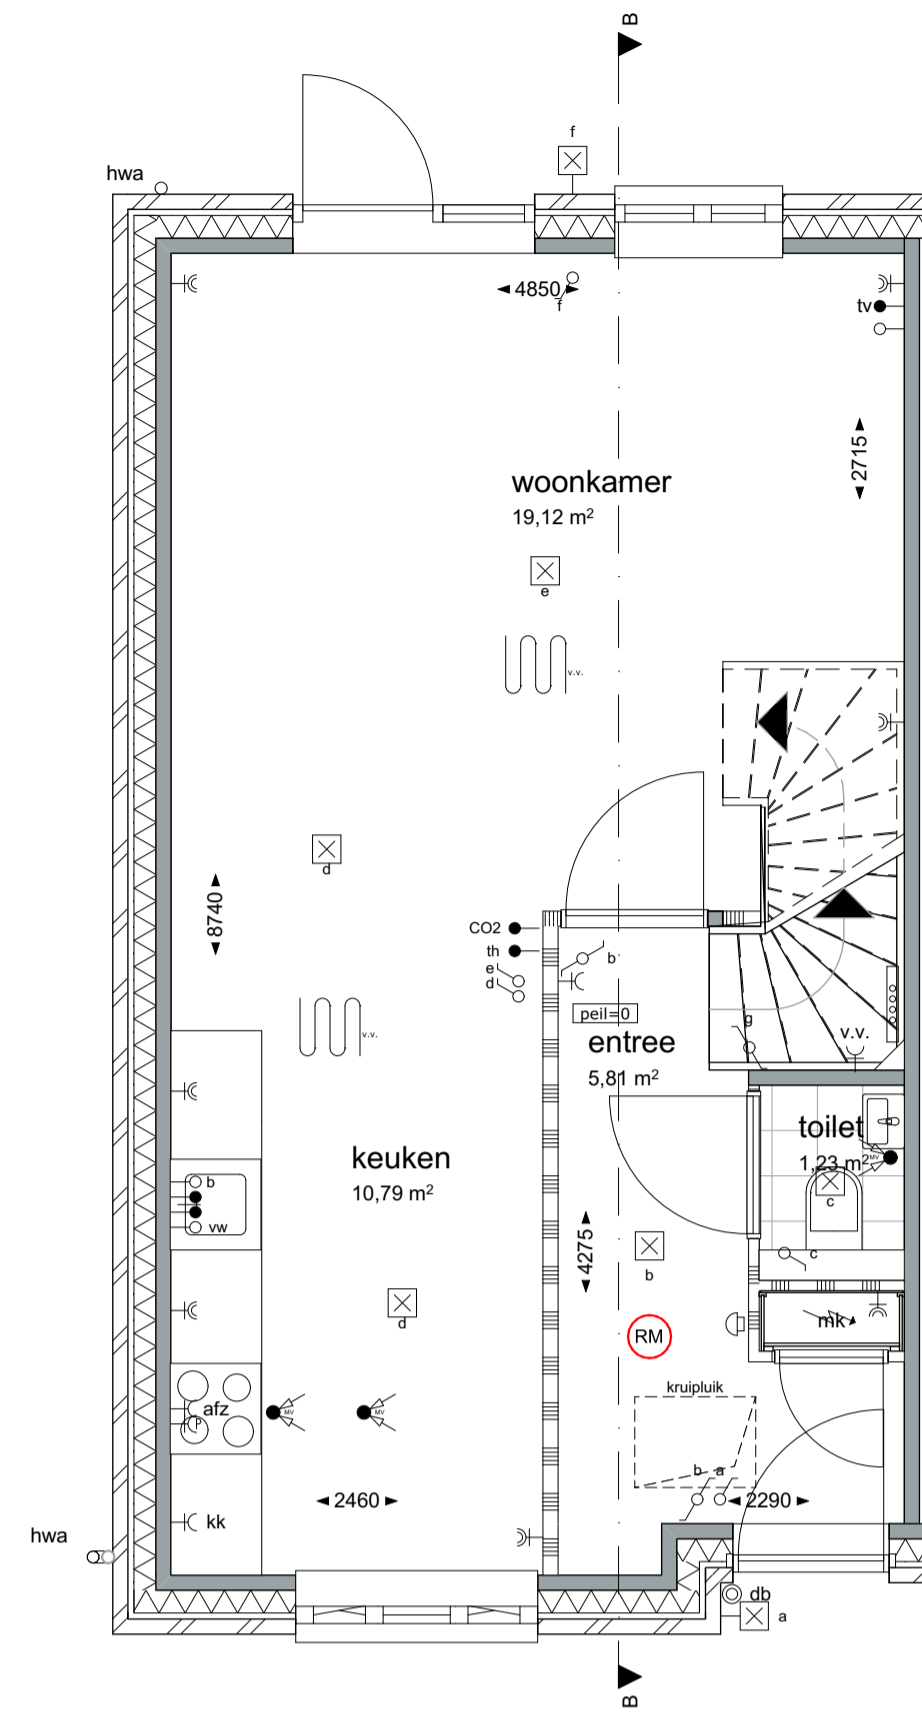 B
f
hwa
4850
f
tv
2715
woonkamer
19,12 m²
e
v.v.
d
8740
CO2
th
e
d
b
peil=0
entree
5,81 m²
g
v.v.
v.v.
toilet
1,23 m²
MV
c
keuken
10,79 m²
b
vw
4275
b
c
d
mk
RM
kruipluik
afz
P
MV
MV
b a
2460
2290
kk
hwa
db
a
B